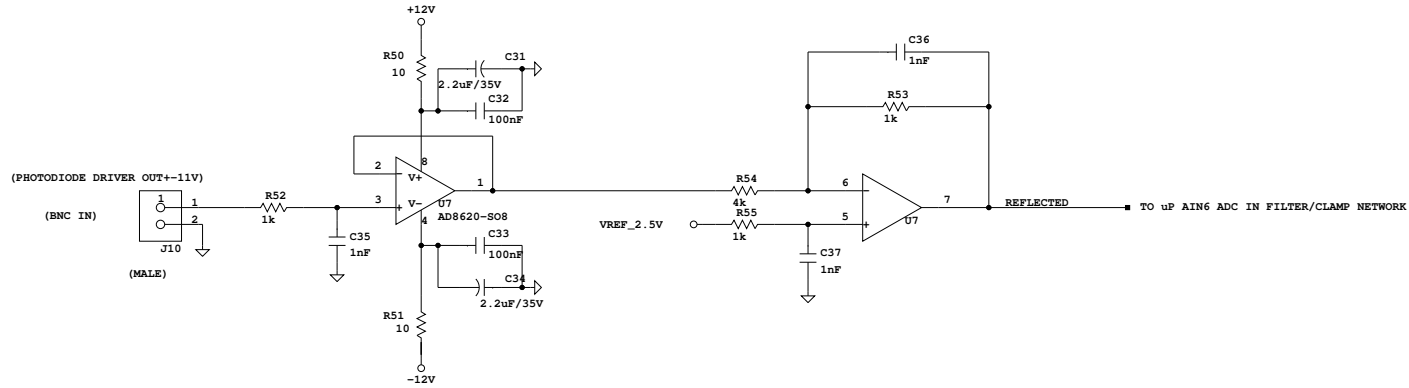 +12V
R50
10
C31
2.2uF/35V
C32
100nF
C36
1nF
R53
1k
(PHOTODIODE DRIVER OUT+-11V)
(BNC IN)
1
1
2
J10
(MALE)
R52
1k
C35
1nF
2
3
8
V+
V-
4
1
U7
AD8620-SO8
C33
100nF
C34
2.2uF/35V
R51
10
-12V
R54
4k
R55
1k
VREF_2.5V
6
5
7
U7
C37
1nF
REFLECTED
TO uP AIN6 ADC IN FILTER/CLAMP NETWORK